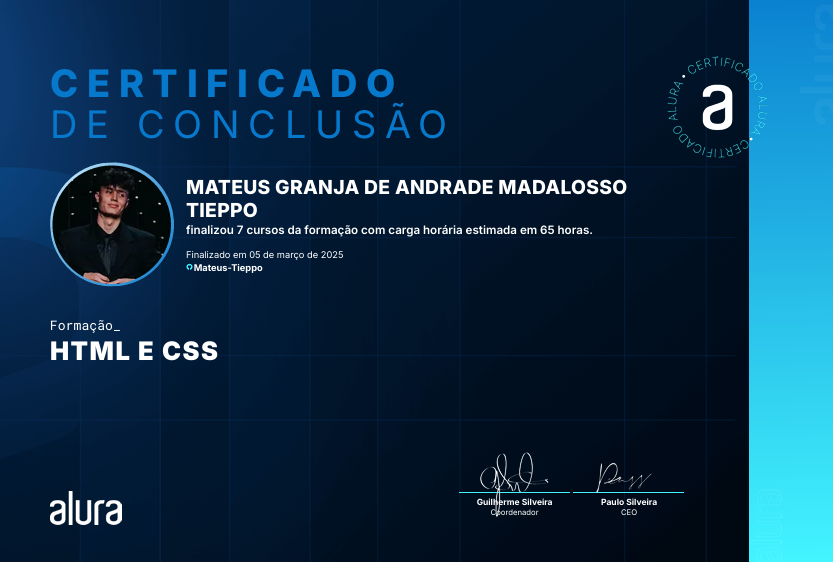 CERTIFICADO
DE CONCLUSÃO
CERTIFICADO ALURA • CERTIFICADO ALURA •
a
alura
MATEUS GRANJA DE ANDRADE MADALOSSO
TIEPPO
finalizou 7 cursos da formação com carga horária estimada em 65 horas.
Finalizado em 05 de março de 2025
Mateus-Tieppo
Formação_
HTML E CSS
alura
Guilherme Silveira
Coordenador
Paulo Silveira
CEO